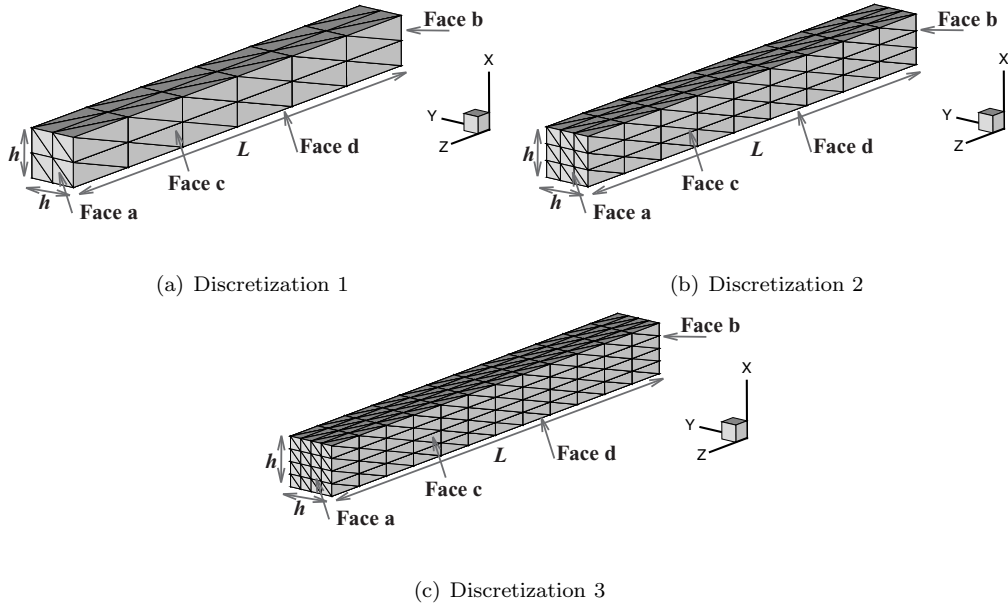 Face b
X
Y
Z
h
L
Face d
Face c
h
Face a
(a) Discretization 1
Face b
X
Y
Z
h
L
Face d
Face c
h
Face a
(b) Discretization 2
Face b
X
Y
Z
h
L
Face d
Face c
h
Face a
(c) Discretization 3